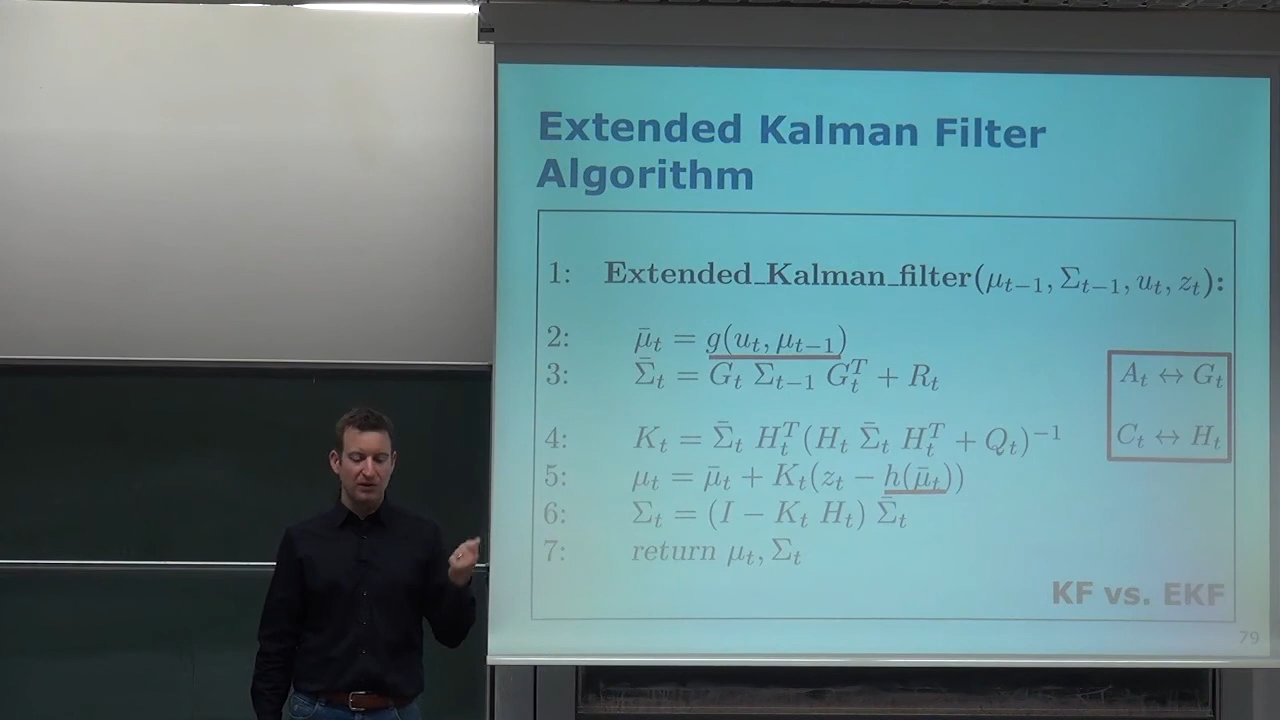 Extended Kalman Filter
Algorithm
1: Extended_Kalman_filter(μ_{t−1}, Σ_{t−1}, u_t, z_t):
2: μ̄_t = g(u_t, μ_{t−1})
3: Σ̄_t = G_t Σ_{t−1} G_t^T + R_t
A_t ↔ G_t
4: K_t = Σ̄_t H_t^T (H_t Σ̄_t H_t^T + Q_t)^{−1}
C_t ↔ H_t
5: μ_t = μ̄_t + K_t(z_t − h(μ̄_t))
6: Σ_t = (I − K_t H_t) Σ̄_t
7: return μ_t, Σ_t
KF vs. EKF
79